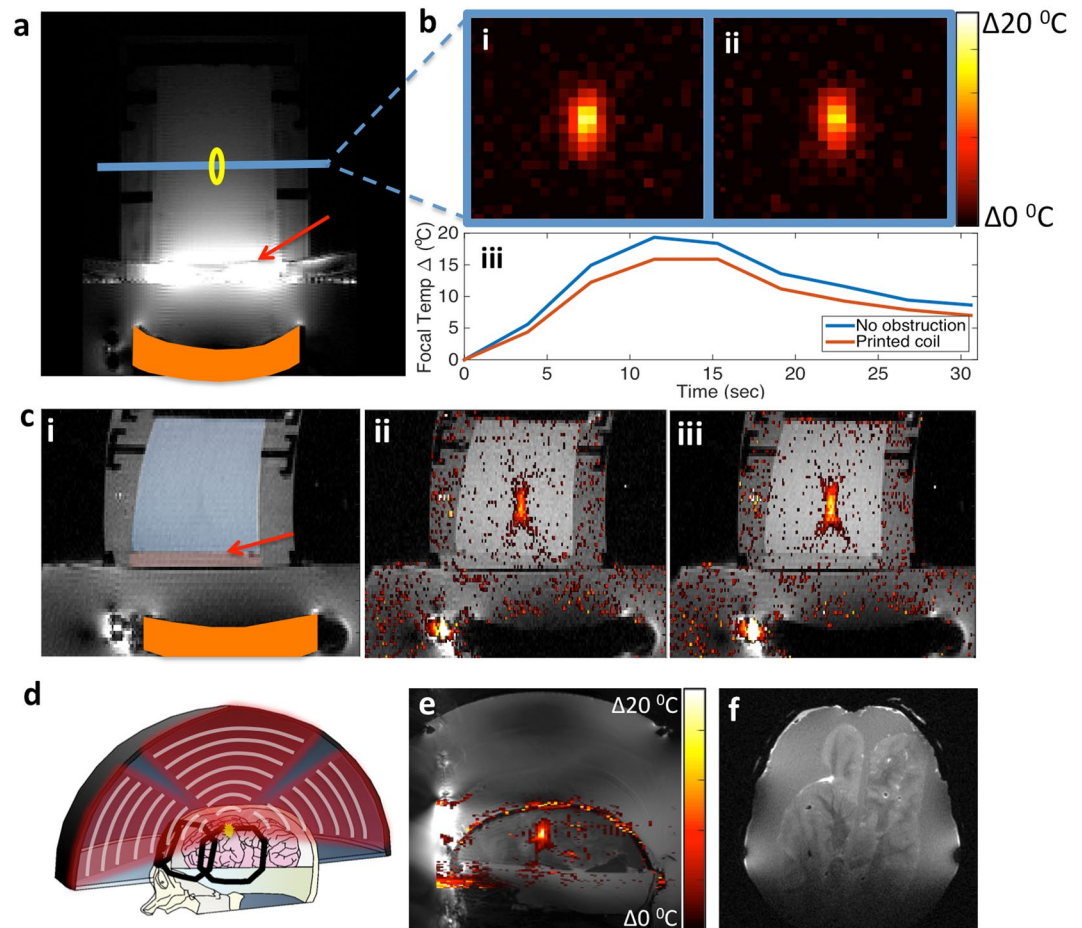 a
b
i
ii
Δ20 ⁰C
Δ0 ⁰C
iii
Focal Temp Δ (⁰C)
20
15
10
5
0
No obstruction
Printed coil
0 5 10 15 20 25 30
Time (sec)
c
i
ii
iii
d
e
Δ20 ⁰C
Δ0 ⁰C
f